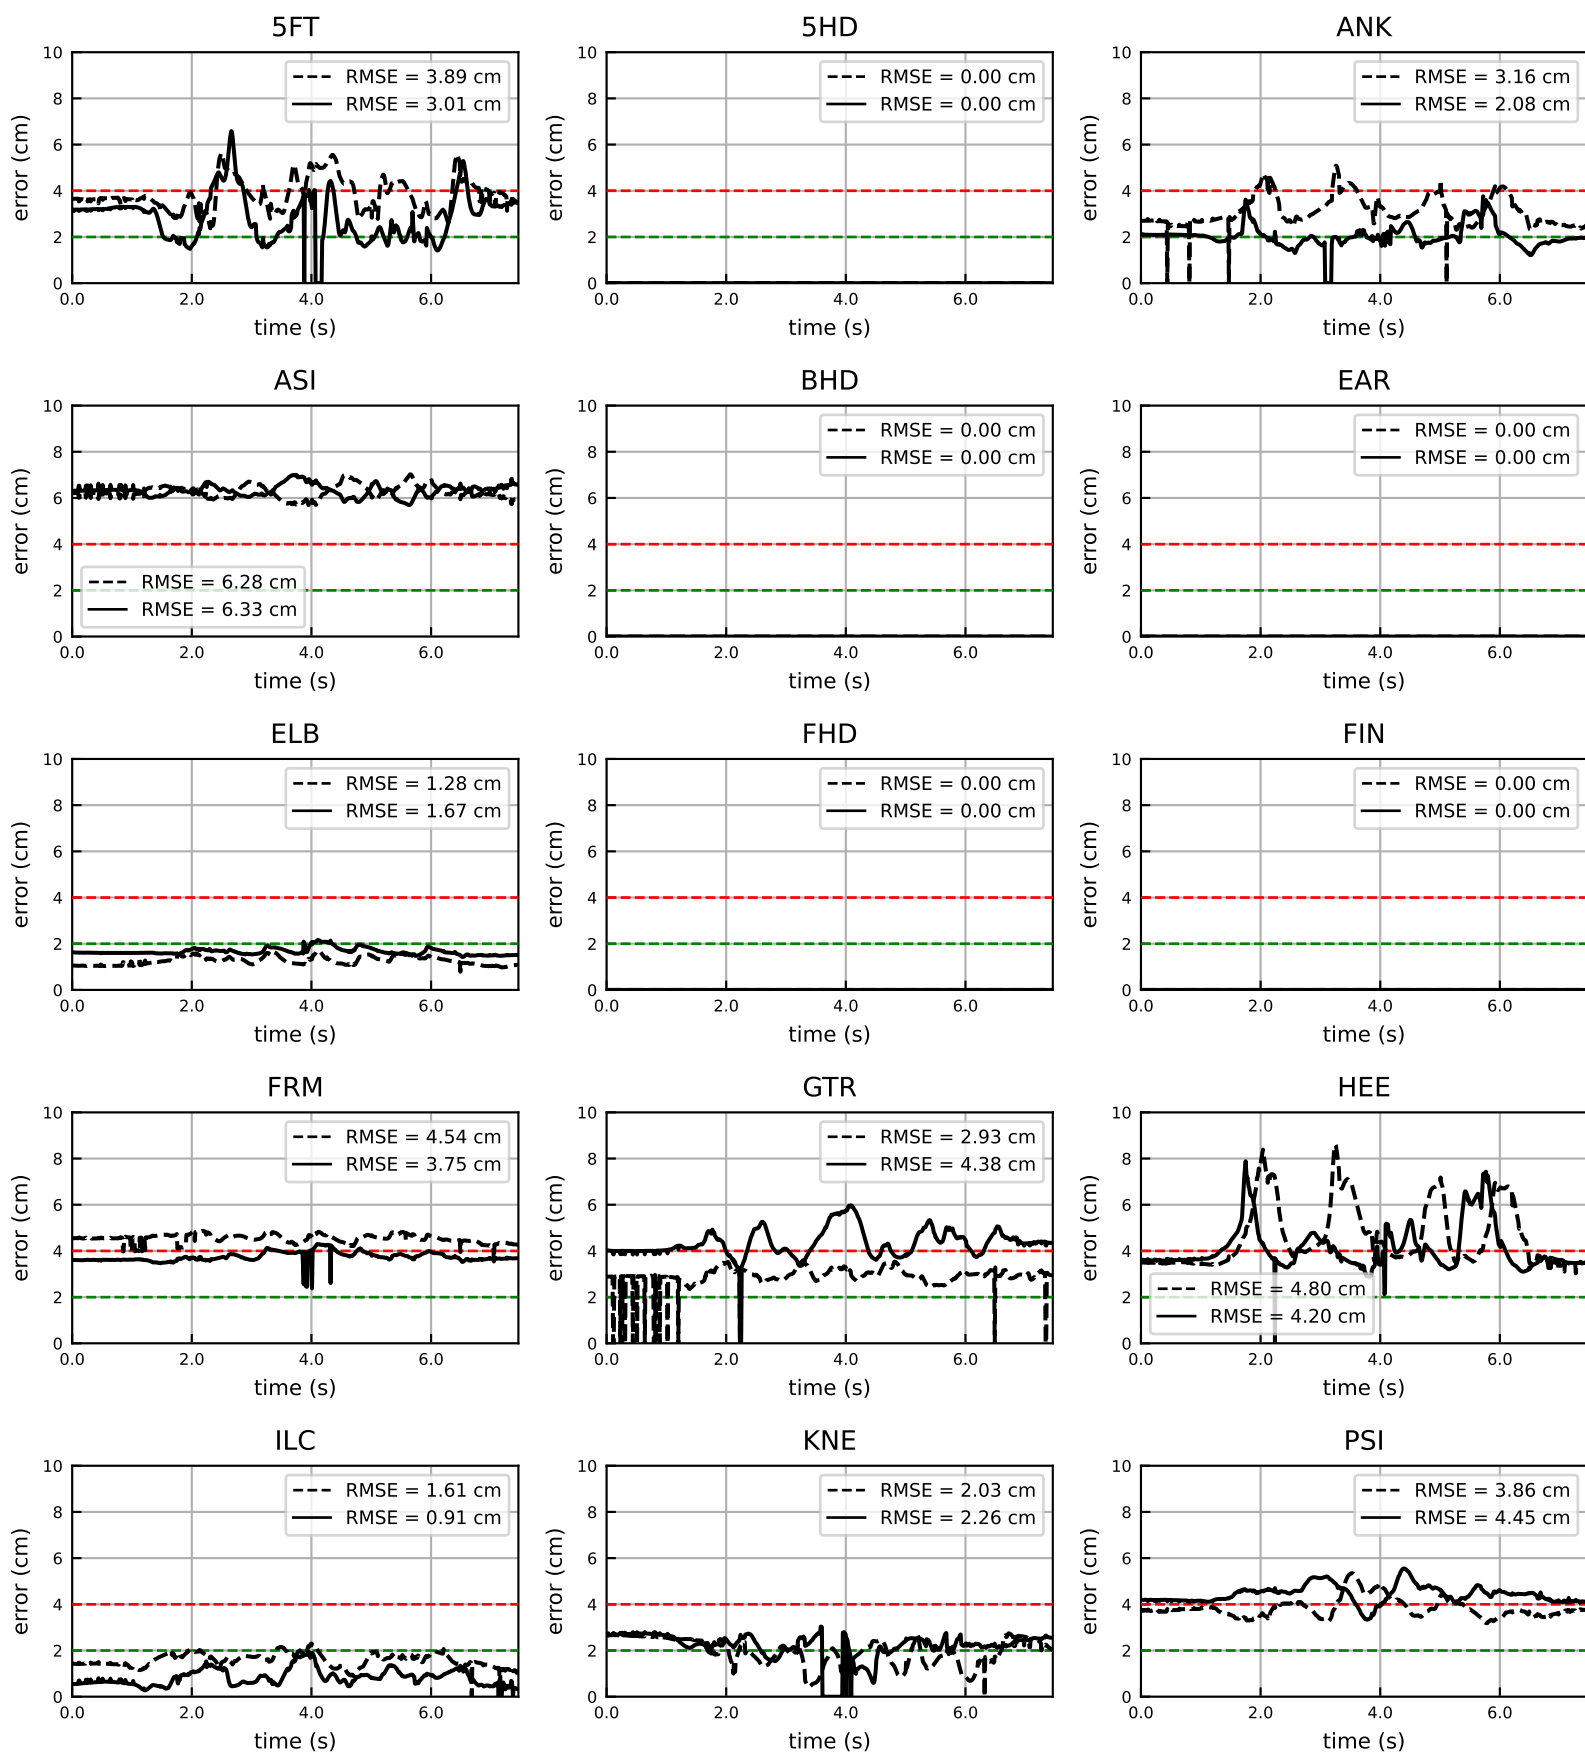 5FT
5HD
ANK
10
8
6
4
2
0
error (cm)
RMSE = 3.89 cm
RMSE = 3.01 cm
0.0 2.0 4.0 6.0
time (s)
10
8
6
4
2
0
error (cm)
RMSE = 0.00 cm
RMSE = 0.00 cm
0.0 2.0 4.0 6.0
time (s)
10
8
6
4
2
0
error (cm)
RMSE = 3.16 cm
RMSE = 2.08 cm
0.0 2.0 4.0 6.0
time (s)
ASI
BHD
EAR
10
8
6
4
2
0
error (cm)
RMSE = 6.28 cm
RMSE = 6.33 cm
0.0 2.0 4.0 6.0
time (s)
10
8
6
4
2
0
error (cm)
RMSE = 0.00 cm
RMSE = 0.00 cm
0.0 2.0 4.0 6.0
time (s)
10
8
6
4
2
0
error (cm)
RMSE = 0.00 cm
RMSE = 0.00 cm
0.0 2.0 4.0 6.0
time (s)
ELB
FHD
FIN
10
8
6
4
2
0
error (cm)
RMSE = 1.28 cm
RMSE = 1.67 cm
0.0 2.0 4.0 6.0
time (s)
10
8
6
4
2
0
error (cm)
RMSE = 0.00 cm
RMSE = 0.00 cm
0.0 2.0 4.0 6.0
time (s)
10
8
6
4
2
0
error (cm)
RMSE = 0.00 cm
RMSE = 0.00 cm
0.0 2.0 4.0 6.0
time (s)
FRM
GTR
HEE
10
8
6
4
2
0
error (cm)
RMSE = 4.54 cm
RMSE = 3.75 cm
0.0 2.0 4.0 6.0
time (s)
10
8
6
4
2
0
error (cm)
RMSE = 2.93 cm
RMSE = 4.38 cm
0.0 2.0 4.0 6.0
time (s)
10
8
6
4
2
0
error (cm)
RMSE = 4.80 cm
RMSE = 4.20 cm
0.0 2.0 4.0 6.0
time (s)
ILC
KNE
PSI
10
8
6
4
2
0
error (cm)
RMSE = 1.61 cm
RMSE = 0.91 cm
0.0 2.0 4.0 6.0
time (s)
10
8
6
4
2
0
error (cm)
RMSE = 2.03 cm
RMSE = 2.26 cm
0.0 2.0 4.0 6.0
time (s)
10
8
6
4
2
0
error (cm)
RMSE = 3.86 cm
RMSE = 4.45 cm
0.0 2.0 4.0 6.0
time (s)